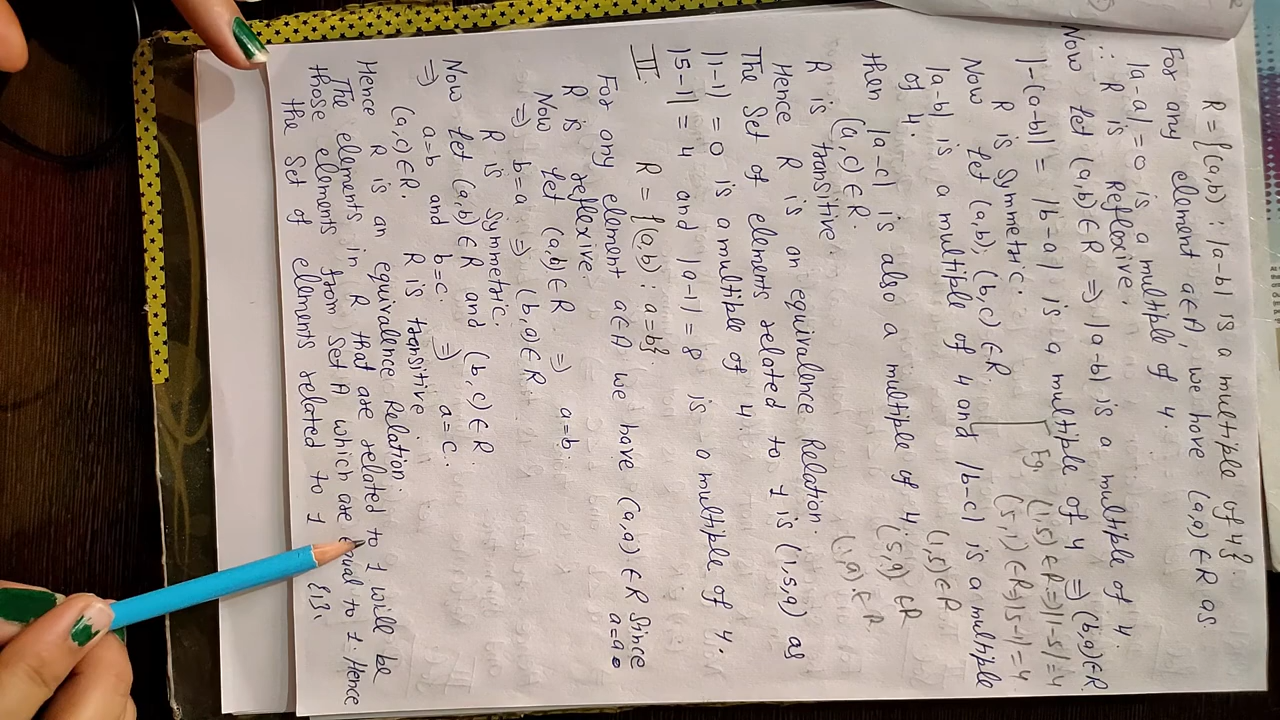 R = {(a,b) : |a-b| is a multiple of 4}.
For any element a∈A, we have (a,a) ∈ R as
|a-a| = 0 is a multiple of 4.
∴ R is Reflexive.
Now Let (a,b) ∈ R ⇒ |a-b| is a multiple of 4.
|-(a-b)| = |b-a| is a multiple of 4 ⇒ (b,a)∈R
R is Symmetric. Eg (1,5) ∈ R ⇒ |1-5| = 4
(5,1) ∈ R ⇒ |5-1| = 4
Now Let (a,b), (b,c) ∈ R.
|a-b| is a multiple of 4 and |b-c| is a multiple
of 4. (1,5) ∈ R
then |a-c| is also a multiple of 4. (5,9) ∈ R
(a,c) ∈ R. (1,9) ∈ R
R is transitive.
Hence R is an equivalence Relation.
The Set of elements related to 1 is (1,5,9) as
|1-1| = 0 is a multiple of 4.
|5-1| = 4 and |9-1| = 8 is a multiple of 4.
II. R = {(a,b) : a=b}
For any element a∈A we have (a,a) ∈ R Since
R is reflexive. a=a.
Now Let (a,b) ∈ R ⇒ a=b.
⇒ b=a ⇒ (b,a) ∈ R.
R is Symmetric.
Now Let (a,b) ∈ R and (b,c) ∈ R.
⇒ a=b and b=c. ⇒ a=c.
(a,c) ∈ R. R is transitive
Hence R is an equivalence Relation.
The elements in R that are related to 1 will be
those elements from Set A which are equal to 1. Hence
the Set of elements related to 1 {1}.